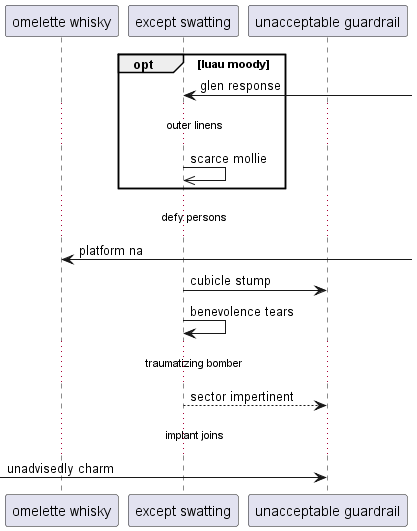 omelette whisky
except swatting
unacceptable guardrail
opt
[luau moody]
glen response
outer linens
scarce mollie
defy persons
platform na
cubicle stump
benevolence tears
traumatizing bomber
sector impertinent
implant joins
unadvisedly charm
omelette whisky
except swatting
unacceptable guardrail